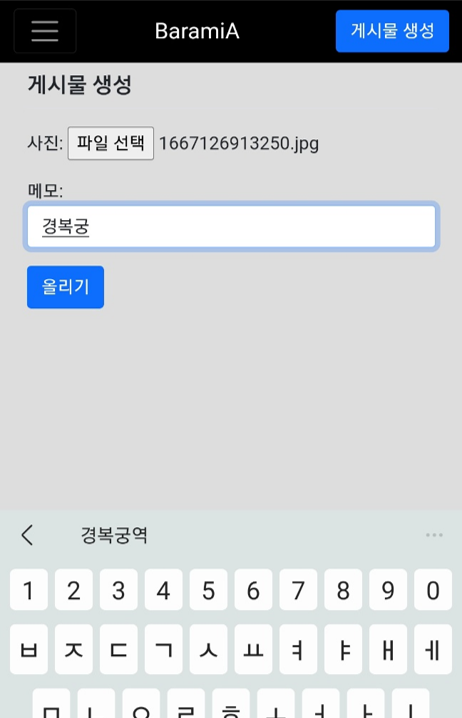 BaramiA 게시물 생성
게시물 생성
사진: 파일 선택 1667126913250.jpg
메모:
경복궁
올리기
경복궁역
1 2 3 4 5 6 7 8 9 0
ㅂ ㅈ ㄷ ㄱ ㅅ ㅛ ㅕ ㅑ ㅐ ㅔ
ㅁ ㄴ ㅇ ㄹ ㅎ ㅗ ㅓ ㅏ ㅣ